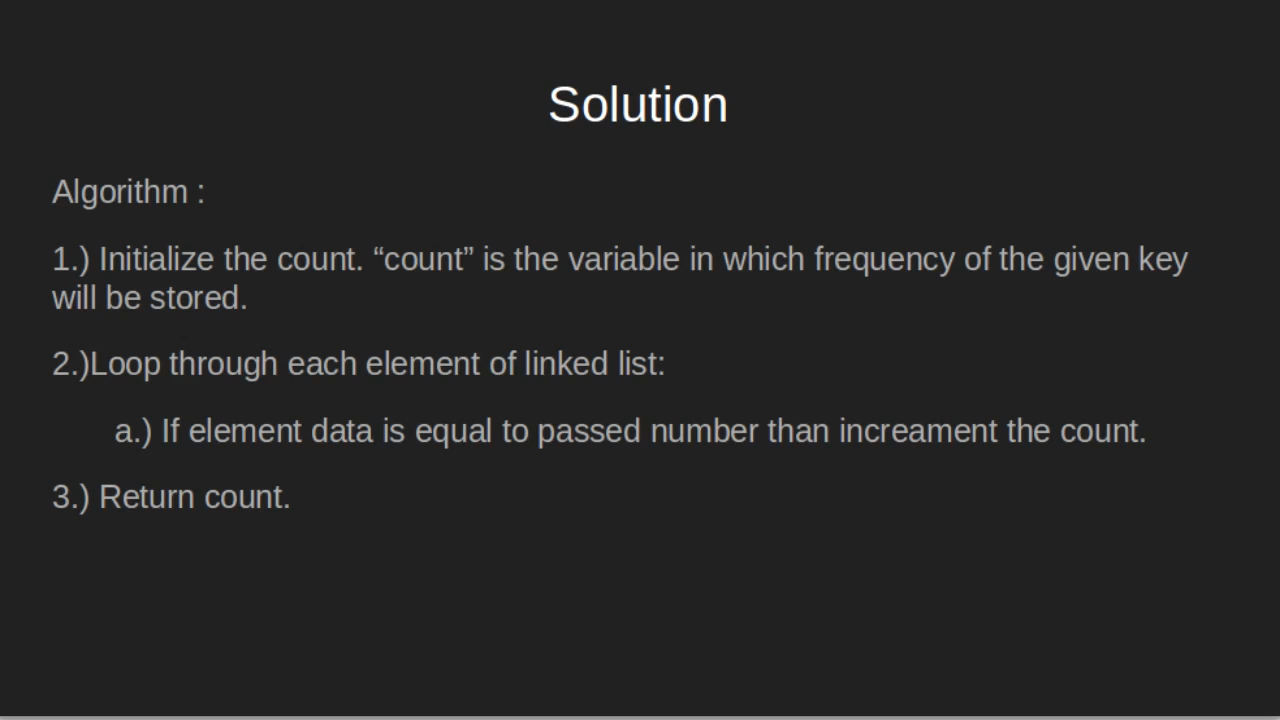 Solution
Algorithm :
1.) Initialize the count. “count” is the variable in which frequency of the given key
will be stored.
2.)Loop through each element of linked list:
a.) If element data is equal to passed number than increament the count.
3.) Return count.